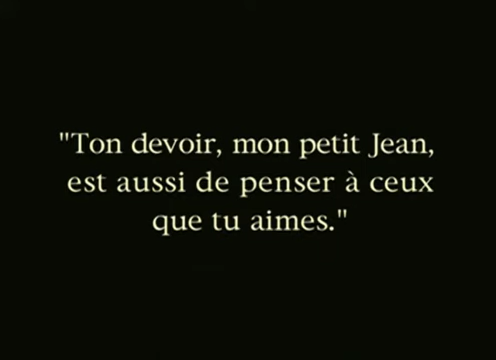 "Ton devoir, mon petit Jean,
est aussi de penser à ceux
que tu aimes."